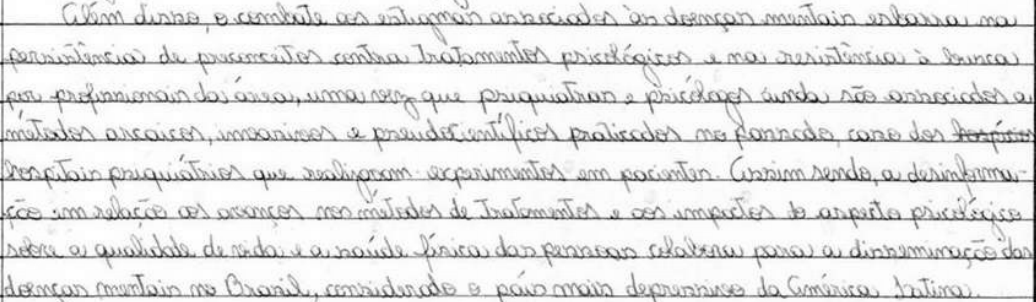 Além disso, o combate aos estigmas associados às doenças mentais esbarra na
persistência de preconceitos contra tratamentos psicológicos e na resistência à busca
por profissionais da área, uma vez que psiquiatras e psicólogos ainda são associados a
métodos arcaicos, invasivos e pseudocientíficos praticados no passado, caso dos
hospitais psiquiátricos que realizaram experimentos em pacientes. Assim sendo, a desinforma-
ção em relação aos avanços nos métodos de tratamentos e aos impactos do aspecto psicológico
sobre a qualidade de vida e a saúde física das pessoas colabora para a disseminação das
doenças mentais no Brasil, considerado o país mais depressivo da América Latina.